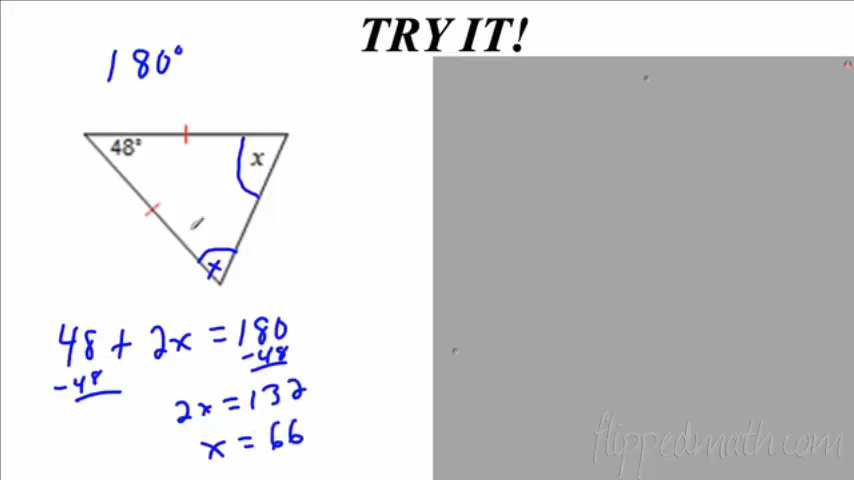 TRY IT!
180°
48°
x
x
48 + 2x = 180
-48 -48
2x = 132
x = 66
flippedmath.com